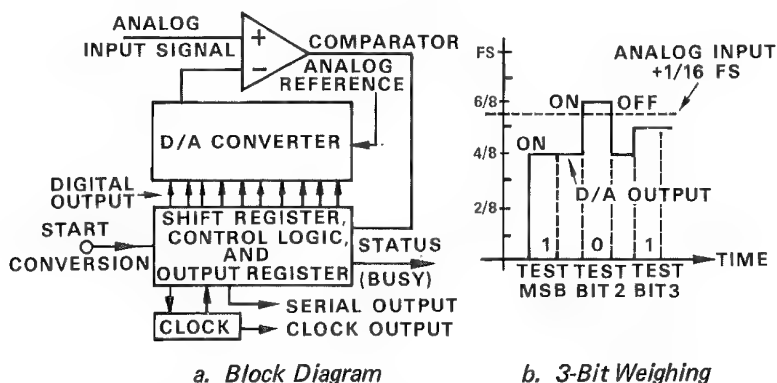 ANALOG
INPUT SIGNAL
+
−
COMPARATOR
ANALOG
REFERENCE
D/A CONVERTER
DIGITAL
OUTPUT
START
CONVERSION
SHIFT REGISTER,
CONTROL LOGIC,
AND
OUTPUT REGISTER
STATUS
(BUSY)
SERIAL OUTPUT
CLOCK
CLOCK OUTPUT
a. Block Diagram
FS
6/8
4/8
2/8
ANALOG INPUT
+1/16 FS
ON
OFF
ON
D/A OUTPUT
1
0
1
TIME
TEST TEST TEST
MSB BIT 2 BIT3
b. 3-Bit Weighing